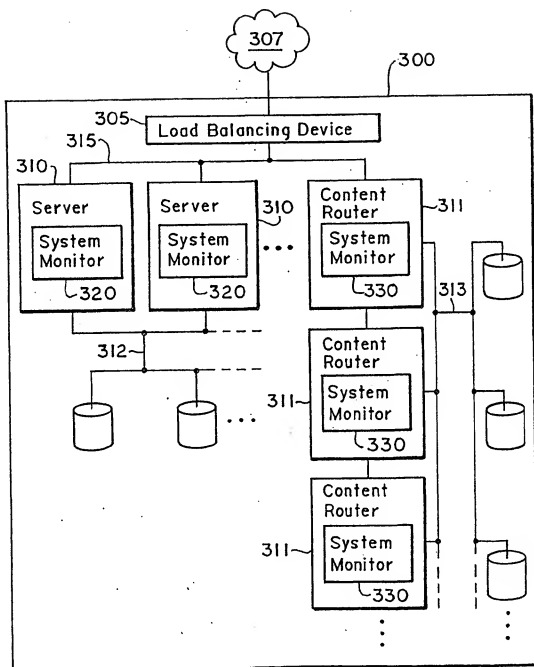 307
300
305
Load Balancing Device
315
310
Server
System
Monitor
320
Server
310
System
Monitor
320
Content
Router
311
System
Monitor
330
313
312
Content
Router
311
System
Monitor
330
Content
Router
311
System
Monitor
330